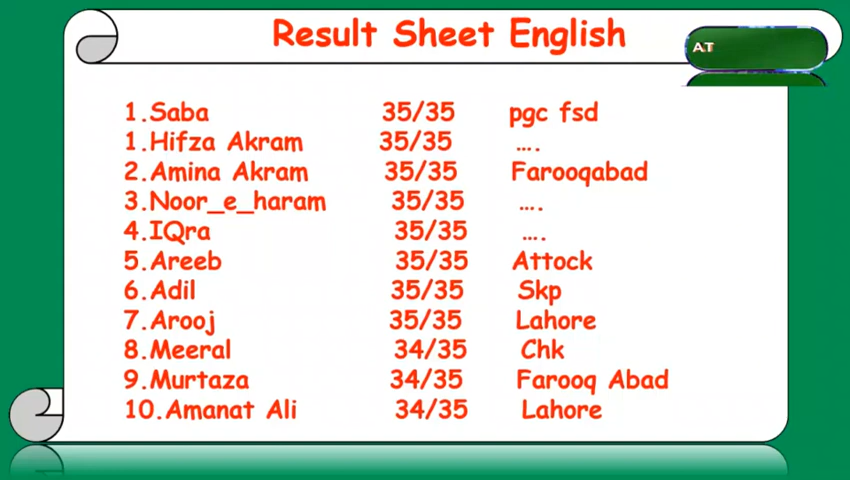 Result Sheet English
AT
1.Saba 35/35 pgc fsd
1.Hifza Akram 35/35 ....
2.Amina Akram 35/35 Farooqabad
3.Noor_e_haram 35/35 ....
4.IQra 35/35 ....
5.Areeb 35/35 Attock
6.Adil 35/35 Skp
7.Arooj 35/35 Lahore
8.Meeral 34/35 Chk
9.Murtaza 34/35 Farooq Abad
10.Amanat Ali 34/35 Lahore